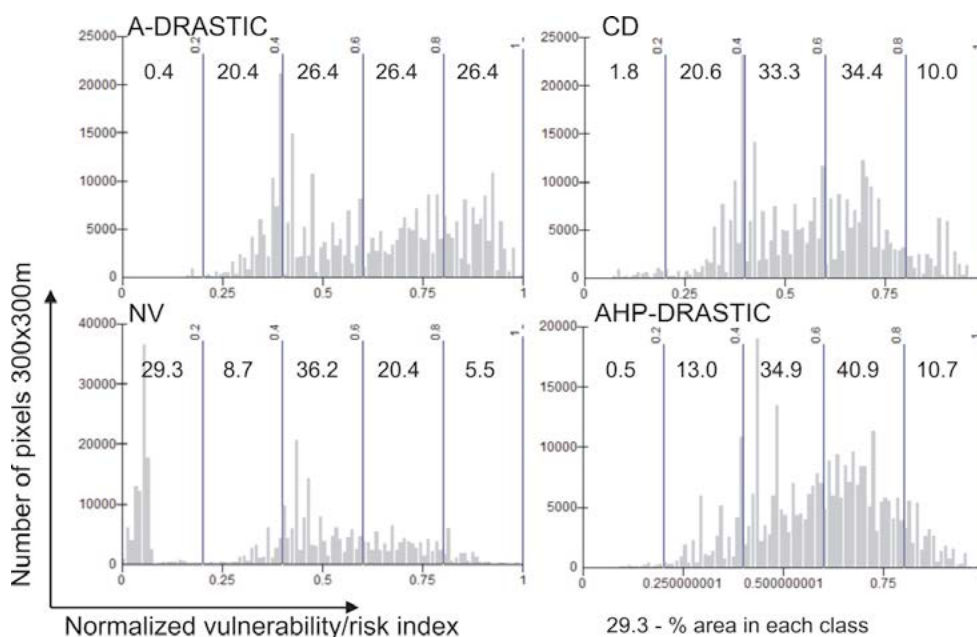 A-DRASTIC
25000
20000
15000
10000
5000
0
0.2 0.4 0.6 0.8 1
0.4 20.4 26.4 26.4 26.4
0 0.25 0.5 0.75 1
CD
25000
20000
15000
10000
5000
0
0.2 0.4 0.6 0.8 1
1.8 20.6 33.3 34.4 10.0
0 0.25 0.5 0.75
NV
40000
30000
20000
10000
0
0.2 0.4 0.6 0.8 1
29.3 8.7 36.2 20.4 5.5
0 0.25 0.5 0.75 1
AHP-DRASTIC
20000
15000
10000
5000
0
0.2 0.4 0.6 0.8 1
0.5 13.0 34.9 40.9 10.7
0 0.250000001 0.500000001 0.75
Number of pixels 300x300m
Normalized vulnerability/risk index
29.3 - % area in each class